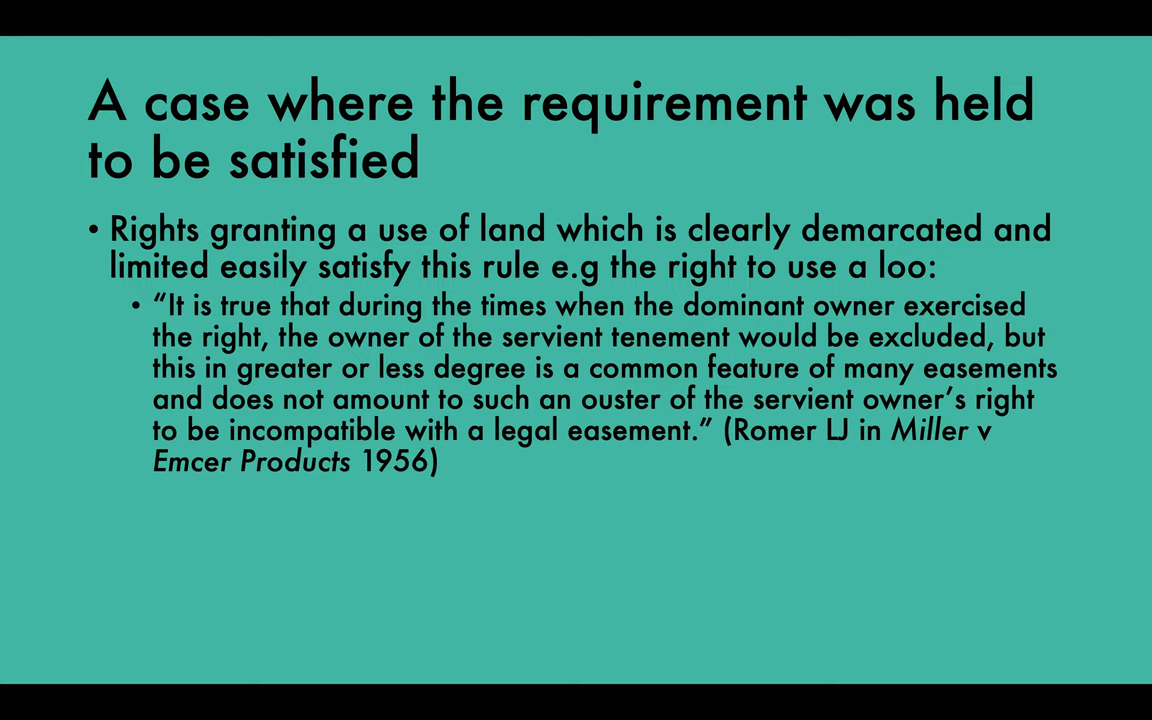 A case where the requirement was held
to be satisfied
• Rights granting a use of land which is clearly demarcated and
limited easily satisfy this rule e.g the right to use a loo:
• “It is true that during the times when the dominant owner exercised
the right, the owner of the servient tenement would be excluded, but
this in greater or less degree is a common feature of many easements
and does not amount to such an ouster of the servient owner’s right
to be incompatible with a legal easement.” (Romer LJ in Miller v
Emcer Products 1956)